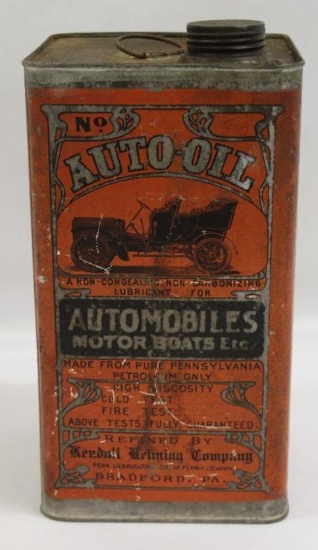 No
AUTO-OIL
A NON-CONGEALING, NON-CARBONIZING
LUBRICANT FOR
AUTOMOBILES
MOTOR BOATS Etc.
MADE FROM PURE PENNSYLVANIA
PETROLEUM ONLY
HIGH VISCOSITY
COLD TEST
FIRE TEST
ABOVE TESTS FULLY GUARANTEED
REFINED BY
Kendall Refining Company
BRADFORD, PA.